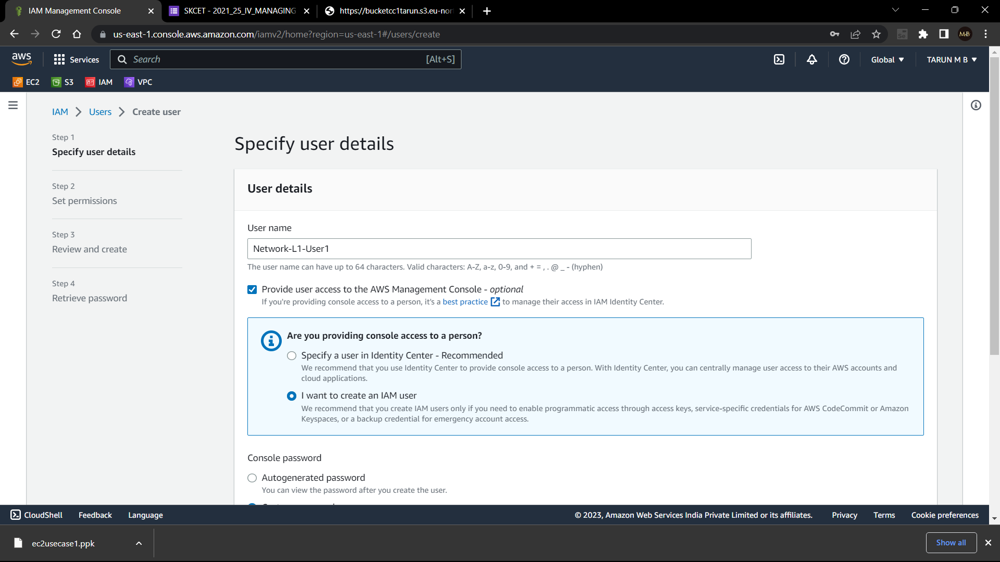 IAM Management Console
SKCET - 2021_25_IV_MANAGING
https://bucketcc1tarun.s3.eu-nor
us-east-1.console.aws.amazon.com/iamv2/home?region=us-east-1#/users/create
aws
Services
Search
[Alt+S]
Global
TARUN M B
EC2
S3
IAM
VPC
IAM
Users
Create user
Step 1
Specify user details
Step 2
Set permissions
Step 3
Review and create
Step 4
Retrieve password
Specify user details
User details
User name
Network-L1-User1
The user name can have up to 64 characters. Valid characters: A-Z, a-z, 0-9, and + = , . @ _ - (hyphen)
Provide user access to the AWS Management Console - optional
If you're providing console access to a person, it's a best practice to manage their access in IAM Identity Center.
Are you providing console access to a person?
Specify a user in Identity Center - Recommended
We recommend that you use Identity Center to provide console access to a person. With Identity Center, you can centrally manage user access to their AWS accounts and
cloud applications.
I want to create an IAM user
We recommend that you create IAM users only if you need to enable programmatic access through access keys, service-specific credentials for AWS CodeCommit or Amazon
Keyspaces, or a backup credential for emergency account access.
Console password
Autogenerated password
You can view the password after you create the user.
CloudShell
Feedback
Language
© 2023, Amazon Web Services India Private Limited or its affiliates.
Privacy
Terms
Cookie preferences
ec2usecase1.ppk
Show all